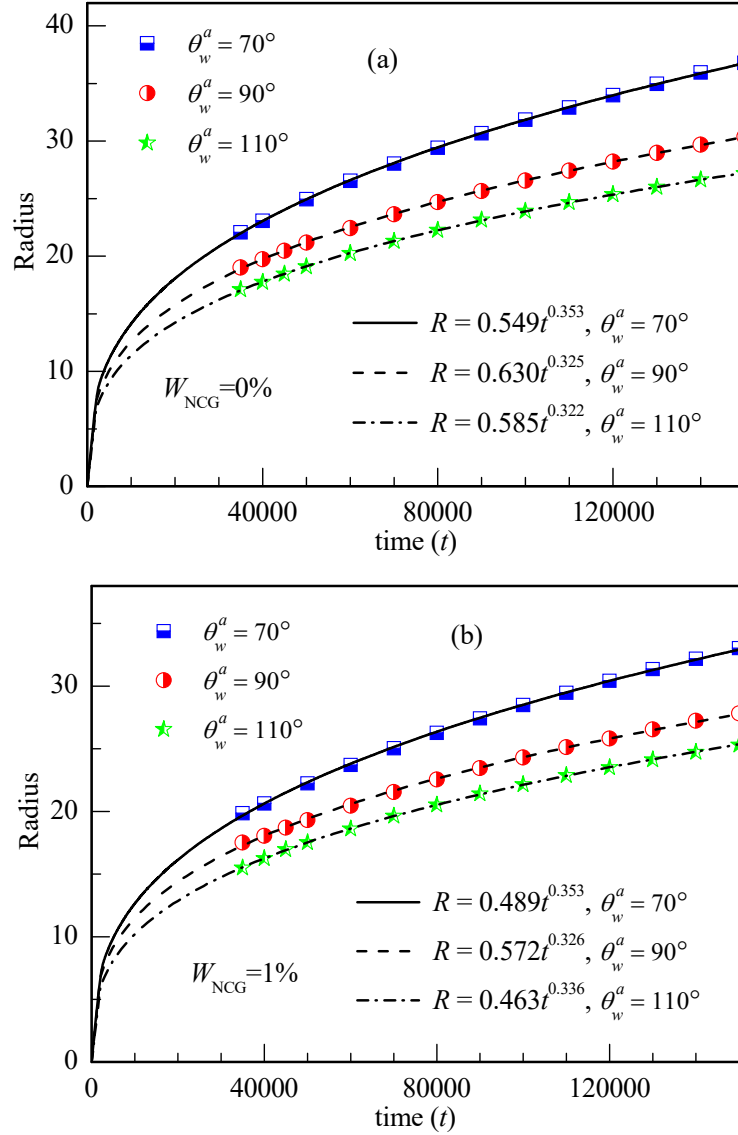 40
30
20
10
0
Radius
(a)
θ_w^a = 70°
θ_w^a = 90°
θ_w^a = 110°
R = 0.549t^0.353, θ_w^a = 70°
R = 0.630t^0.325, θ_w^a = 90°
R = 0.585t^0.322, θ_w^a = 110°
W_NCG=0%
0 40000 80000 120000
time (t)
30
20
10
0
Radius
(b)
θ_w^a = 70°
θ_w^a = 90°
θ_w^a = 110°
R = 0.489t^0.353, θ_w^a = 70°
R = 0.572t^0.326, θ_w^a = 90°
R = 0.463t^0.336, θ_w^a = 110°
W_NCG=1%
0 40000 80000 120000
time (t)